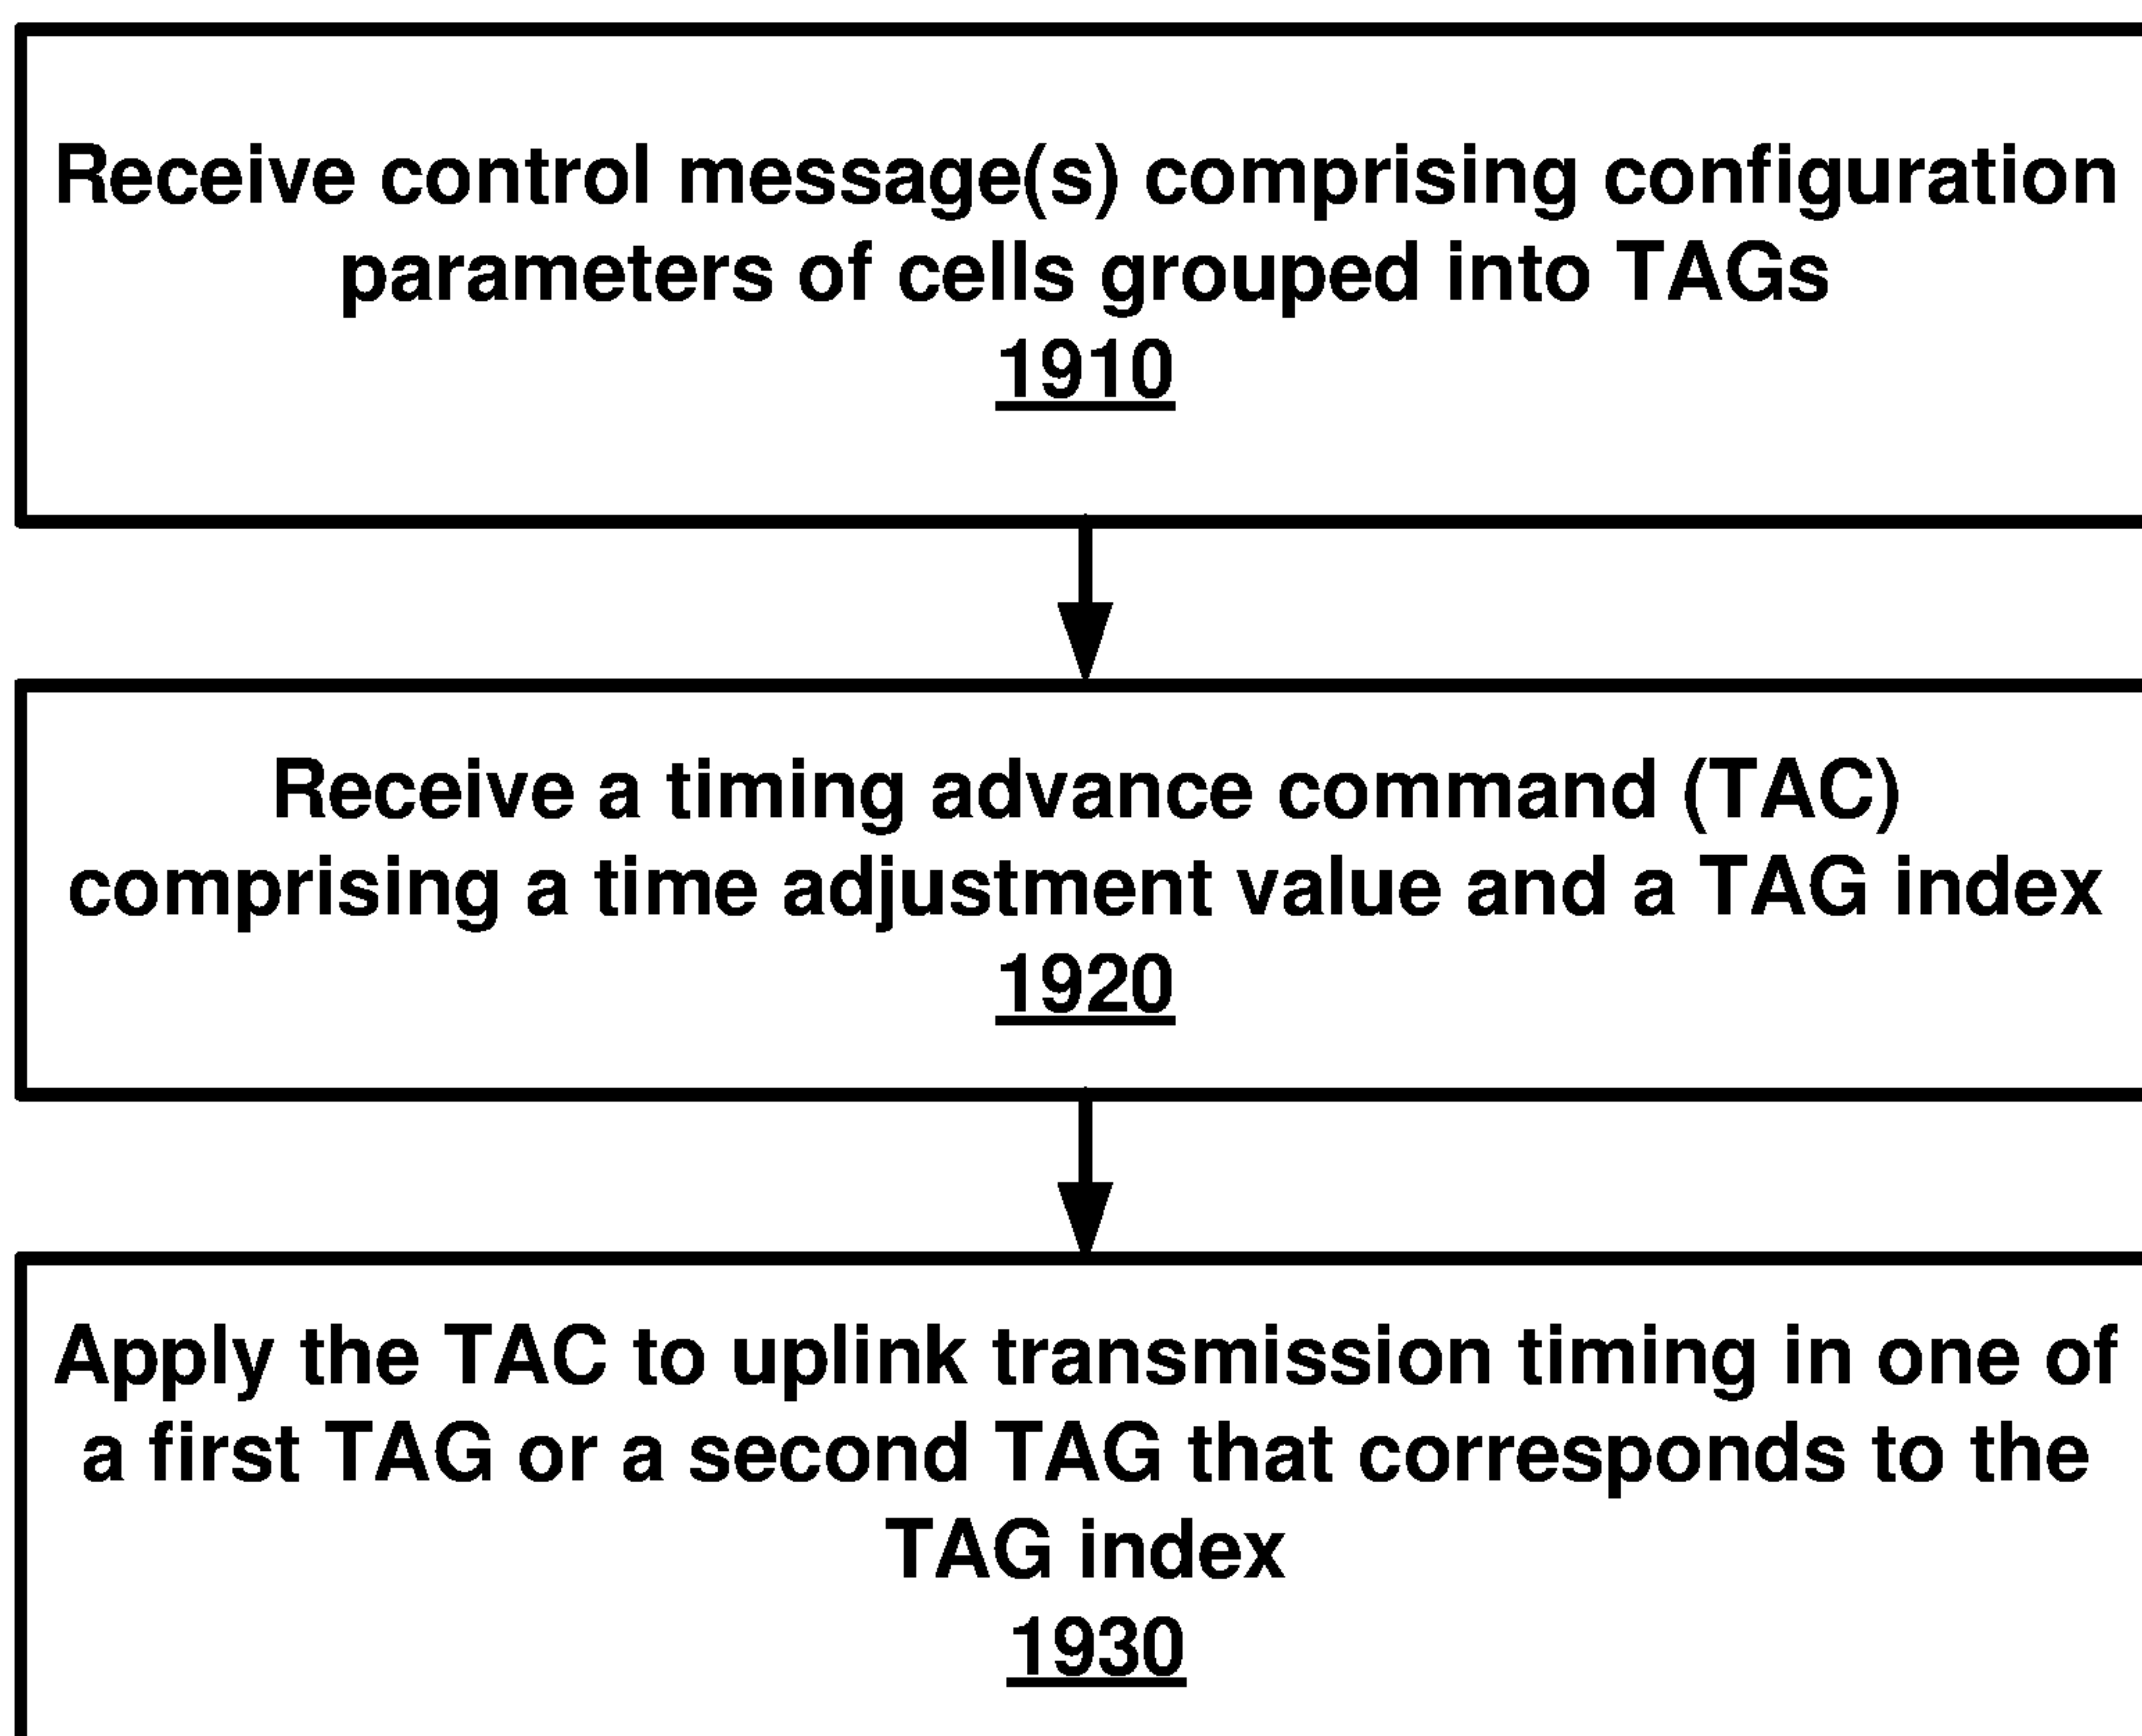 Receive control message(s) comprising configuration
parameters of cells grouped into TAGs
1910
Receive a timing advance command (TAC)
comprising a time adjustment value and a TAG index
1920
Apply the TAC to uplink transmission timing in one of
a first TAG or a second TAG that corresponds to the
TAG index
1930